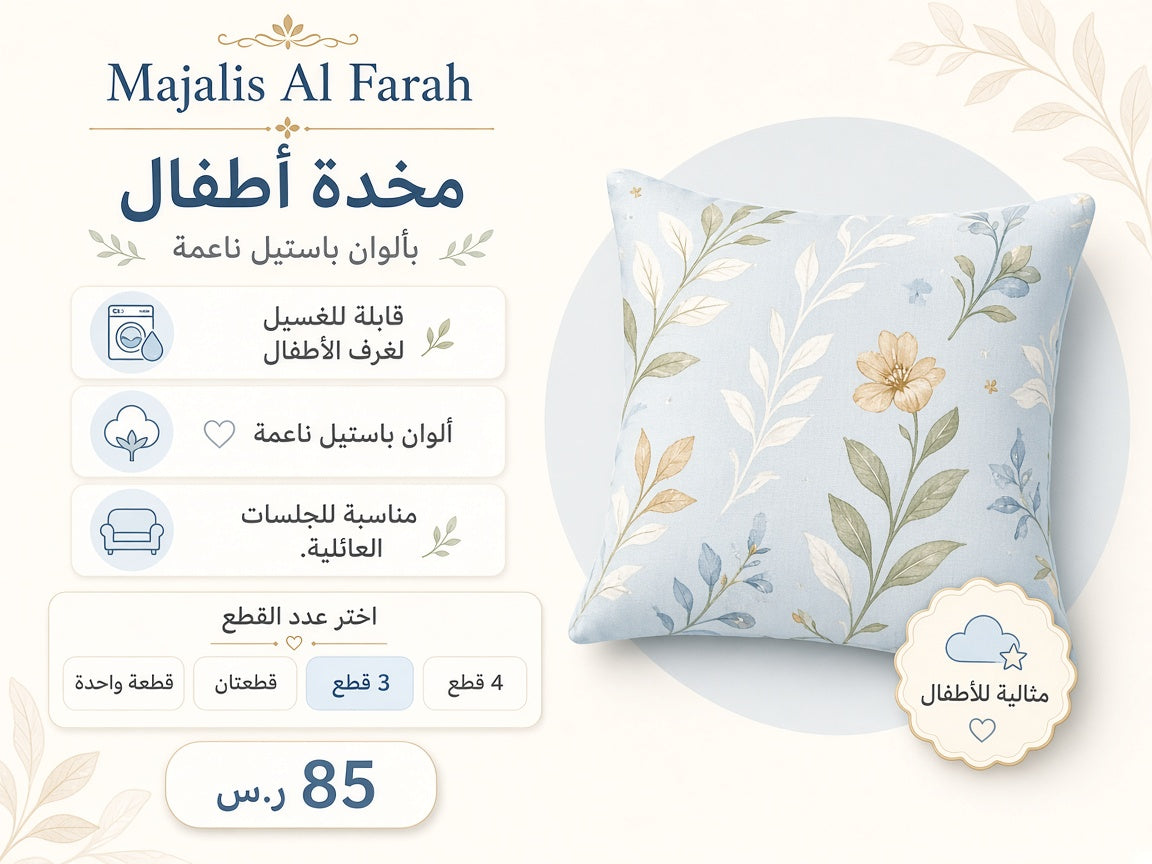 Majalis Al Farah
مخدة أطفال
بألوان باستيل ناعمة
قابلة للغسيل
لغرف الأطفال
ألوان باستيل ناعمة
مناسبة للجلسات
العائلية.
اختر عدد القطع
قطعة واحدة
قطعتان
3 قطع
4 قطع
85 ر.س
مثالية للأطفال